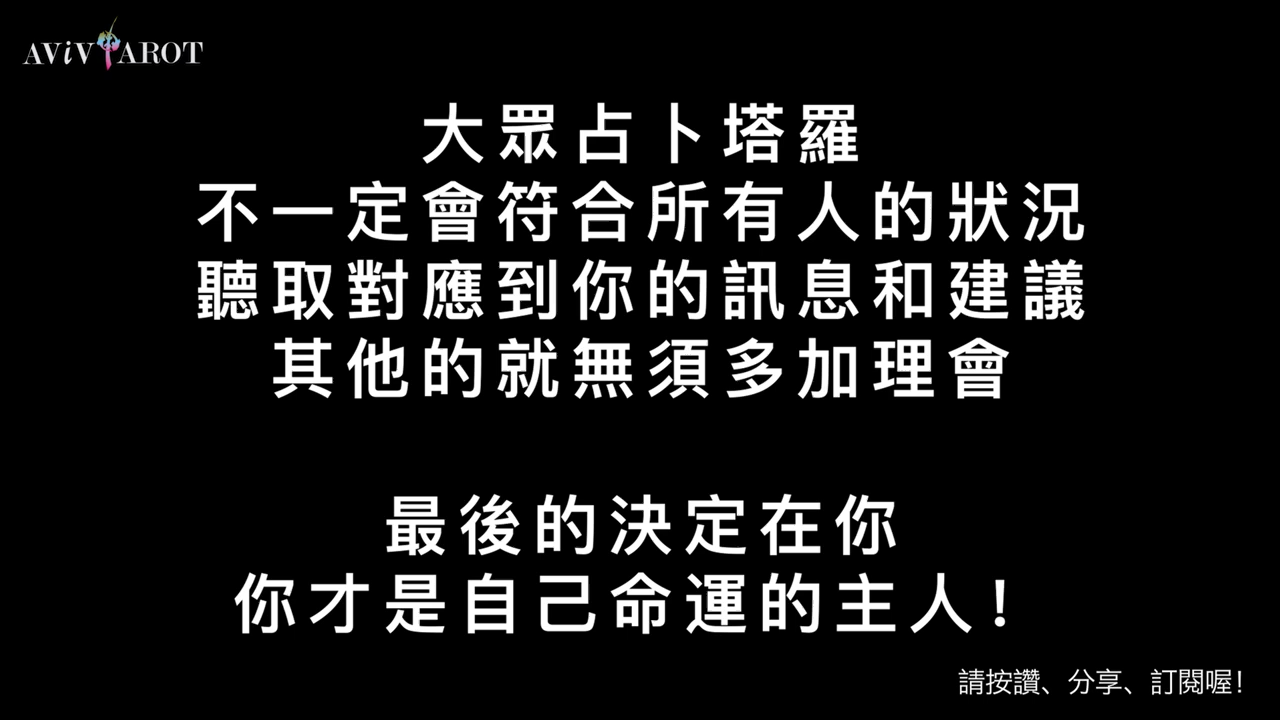 AViV TAROT
大眾占卜塔羅
不一定會符合所有人的狀況
聽取對應到你的訊息和建議
其他的就無須多加理會
最後的決定在你
你才是自己命運的主人！
請按讚、分享、訂閱喔！